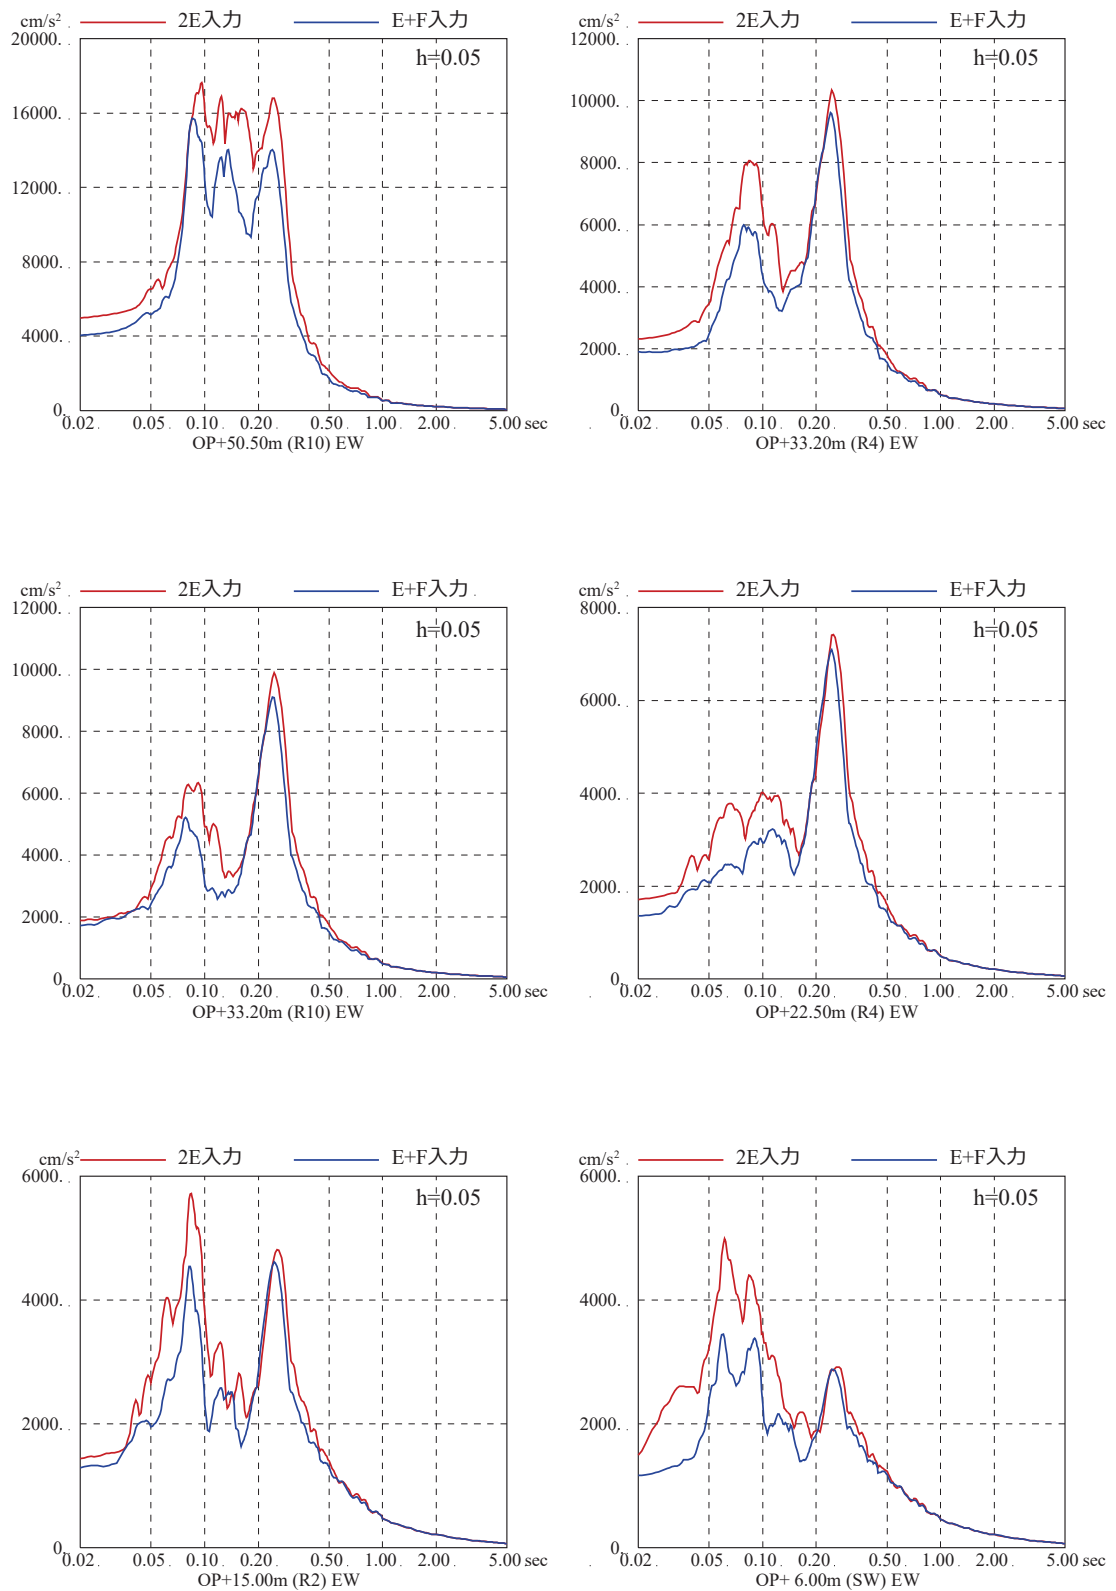 cm/s² 2E入力 E+F入力
20000.
h=0.05
16000.
12000.
8000.
4000.
0.
0.02 0.05 0.10 0.20 0.50 1.00 2.00 5.00 sec
OP+50.50m (R10) EW
cm/s² 2E入力 E+F入力
12000.
h=0.05
10000.
8000.
6000.
4000.
2000.
0.
0.02 0.05 0.10 0.20 0.50 1.00 2.00 5.00 sec
OP+33.20m (R4) EW
cm/s² 2E入力 E+F入力
12000.
h=0.05
10000.
8000.
6000.
4000.
2000.
0.
0.02 0.05 0.10 0.20 0.50 1.00 2.00 5.00 sec
OP+33.20m (R10) EW
cm/s² 2E入力 E+F入力
8000.
h=0.05
6000.
4000.
2000.
0.
0.02 0.05 0.10 0.20 0.50 1.00 2.00 5.00 sec
OP+22.50m (R4) EW
cm/s² 2E入力 E+F入力
6000.
h=0.05
4000.
2000.
0.
0.02 0.05 0.10 0.20 0.50 1.00 2.00 5.00 sec
OP+15.00m (R2) EW
cm/s² 2E入力 E+F入力
6000.
h=0.05
4000.
2000.
0.
0.02 0.05 0.10 0.20 0.50 1.00 2.00 5.00 sec
OP+ 6.00m (SW) EW